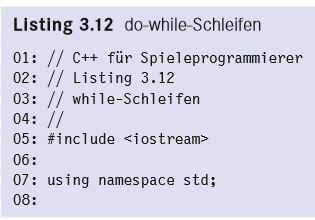 Listing 3.12 do-while-Schleifen
01: // C++ für Spieleprogrammierer
02: // Listing 3.12
03: // while-Schleifen
04: //
05: #include <iostream>
06:
07: using namespace std;
08: